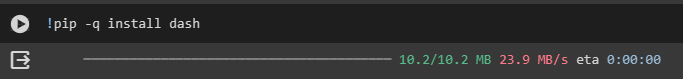 !pip -q install dash
10.2/10.2 MB 23.9 MB/s eta 0:00:00